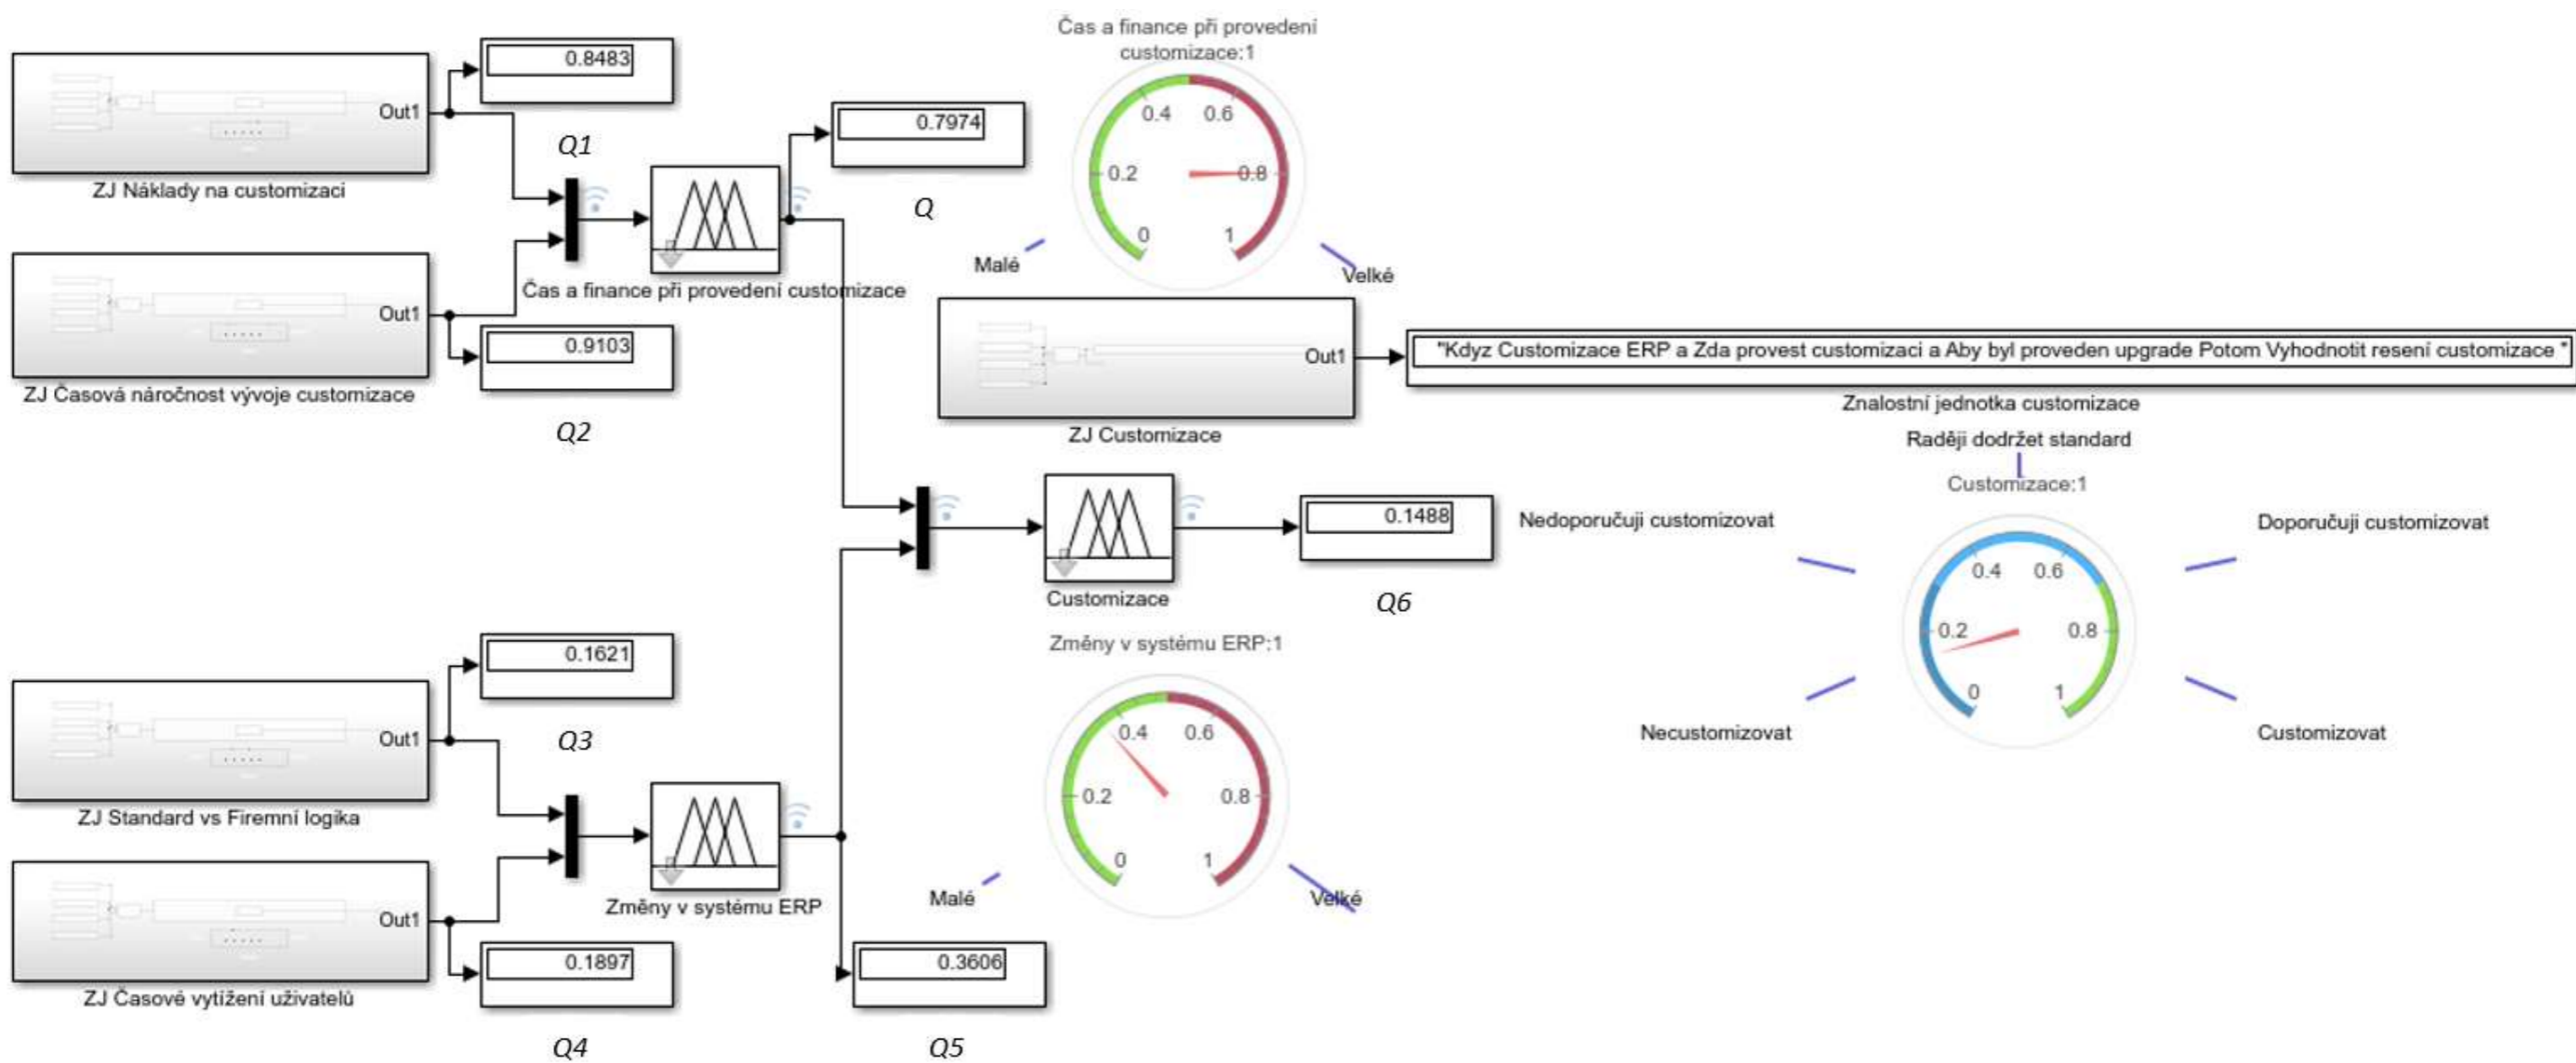 Čas a finance při provedení
customizace:1
0.8483
Out1
Q1
ZJ Náklady na customizaci
0.7974
Q
0
0.2
0.4
0.6
0.8
1
Malé
Velké
Čas a finance při provedení customizace
Out1
0.9103
ZJ Časová náročnost vývoje customizace
Q2
Out1
ZJ Customizace
"Kdyz Customizace ERP a Zda provest customizaci a Aby byl proveden upgrade Potom Vyhodnotit resení customizace "
Znalostní jednotka customizace
Raději dodržet standard
Customizace:1
Nedoporučuji customizovat
Doporučuji customizovat
0
0.2
0.4
0.6
0.8
1
Necustomizovat
Customizovat
Customizace
0.1488
Q6
0.1621
Q3
Out1
ZJ Standard vs Firemní logika
Změny v systému ERP:1
0
0.2
0.4
0.6
0.8
1
Malé
Velké
Změny v systému ERP
Out1
ZJ Časové vytížení uživatelů
0.1897
Q4
0.3606
Q5